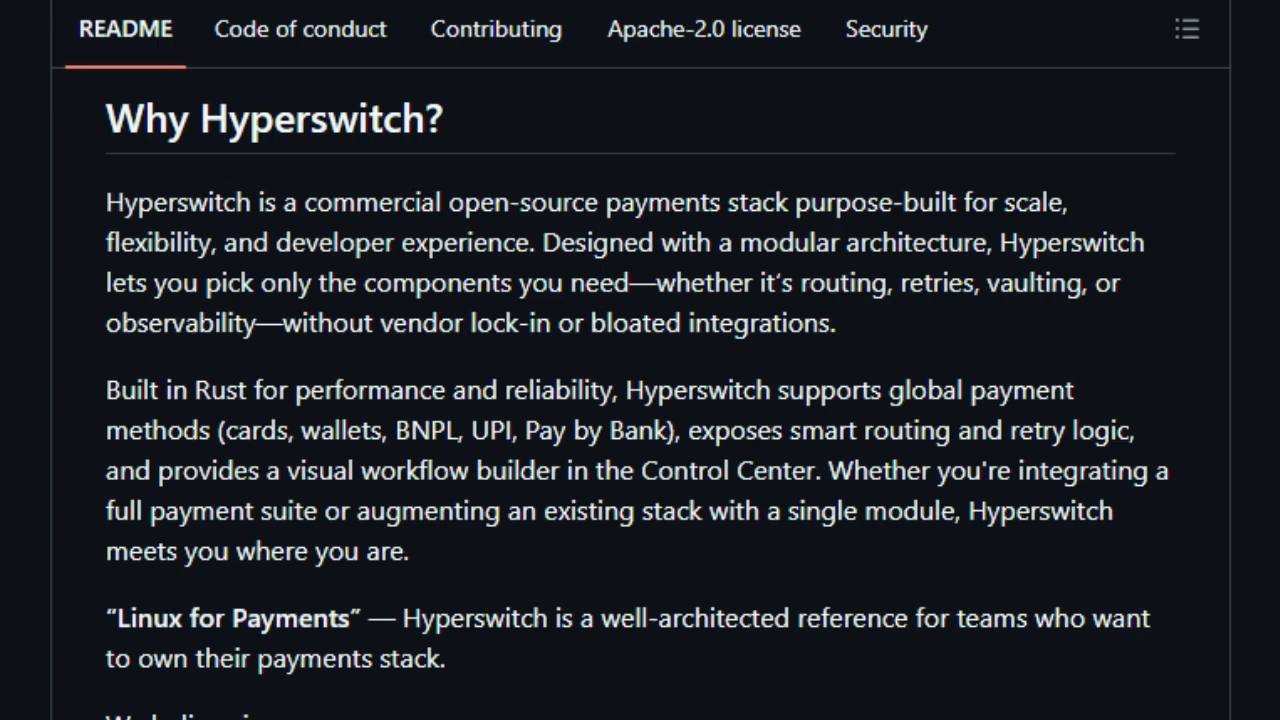 README Code of conduct Contributing Apache-2.0 license Security
Why Hyperswitch?
Hyperswitch is a commercial open-source payments stack purpose-built for scale,
flexibility, and developer experience. Designed with a modular architecture, Hyperswitch
lets you pick only the components you need—whether it‘s routing, retries, vaulting, or
observability—without vendor lock-in or bloated integrations.
Built in Rust for performance and reliability, Hyperswitch supports global payment
methods (cards, wallets, BNPL, UPI, Pay by Bank), exposes smart routing and retry logic,
and provides a visual workflow builder in the Control Center. Whether you're integrating a
full payment suite or augmenting an existing stack with a single module, Hyperswitch
meets you where you are.
“Linux for Payments” — Hyperswitch is a well-architected reference for teams who want
to own their payments stack.